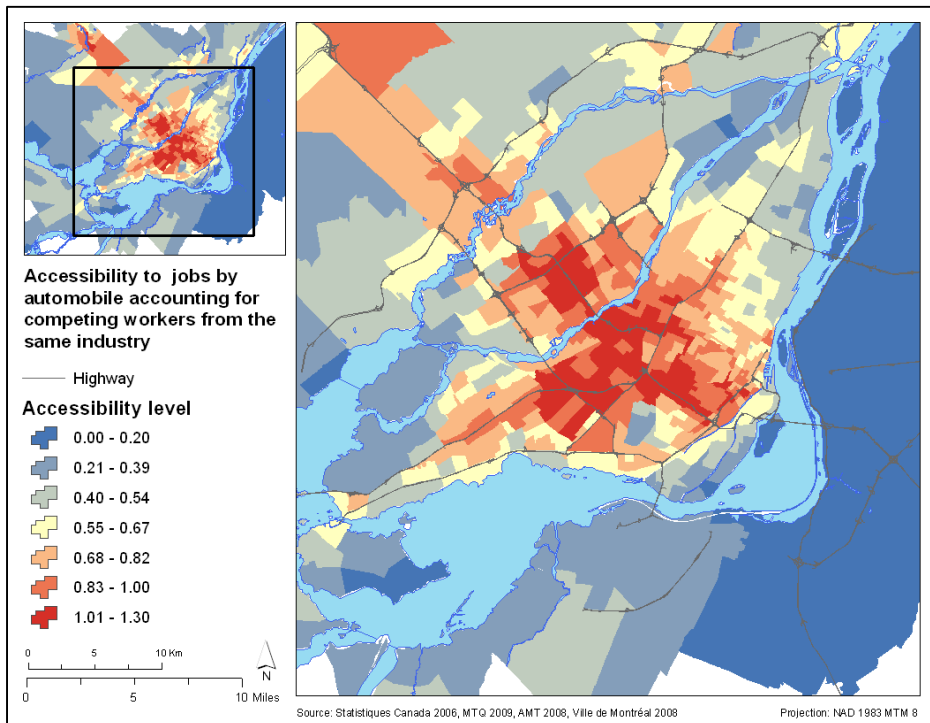 Accessibility to jobs by
automobile accounting for
competing workers from the
same industry
Highway
Accessibility level
0.00 - 0.20
0.21 - 0.39
0.40 - 0.54
0.55 - 0.67
0.68 - 0.82
0.83 - 1.00
1.01 - 1.30
0 5 10 Km
N
0 5 10 Miles
Source: Statistiques Canada 2006, MTQ 2009, AMT 2008, Ville de Montréal 2008
Projection: NAD 1983 MTM 8